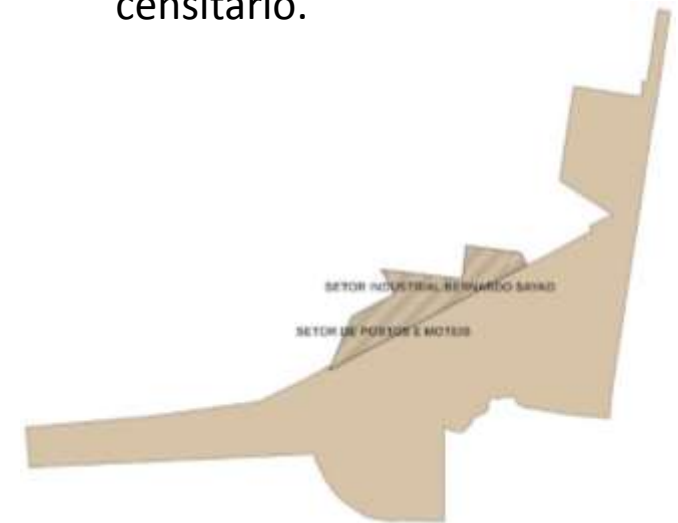 censitário.
SETOR INDUSTRIAL BERNARDO SAYAO
SETOR DE POSTOS E MOTEIS